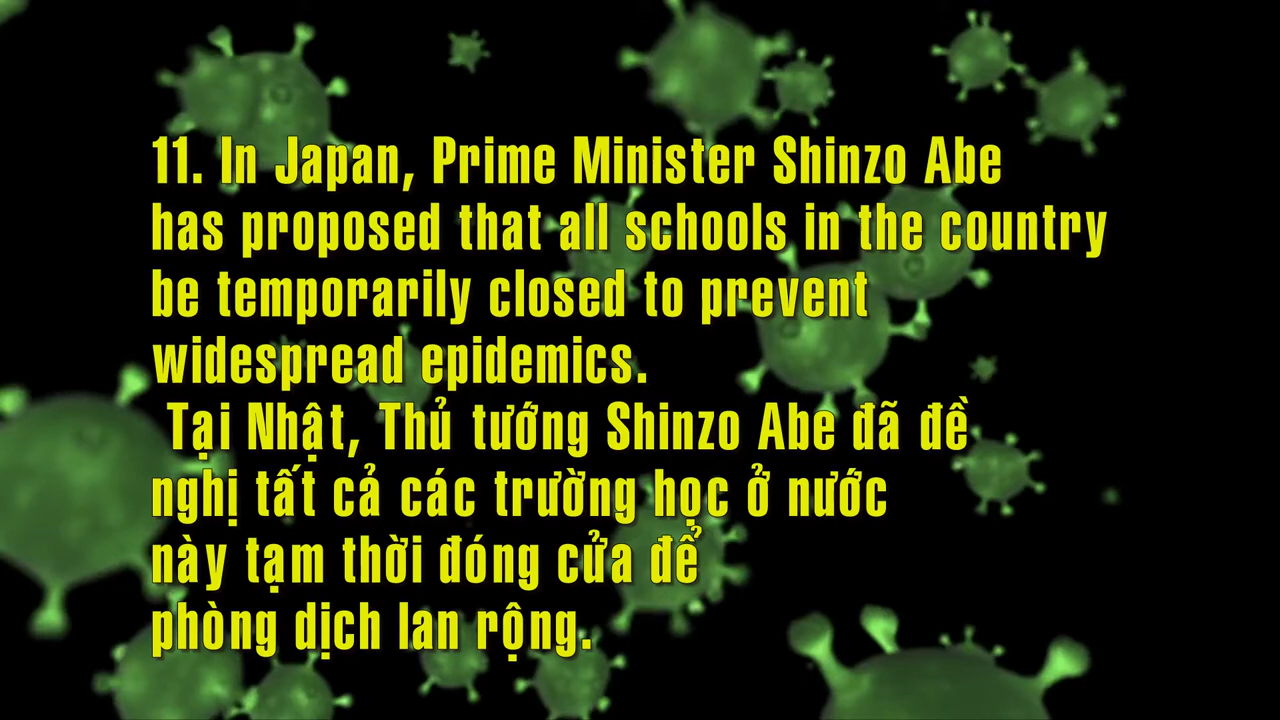 11. In Japan, Prime Minister Shinzo Abe
has proposed that all schools in the country
be temporarily closed to prevent
widespread epidemics.
Tại Nhật, Thủ tướng Shinzo Abe đã đề
nghị tất cả các trường học ở nước
này tạm thời đóng cửa để
phòng dịch lan rộng.